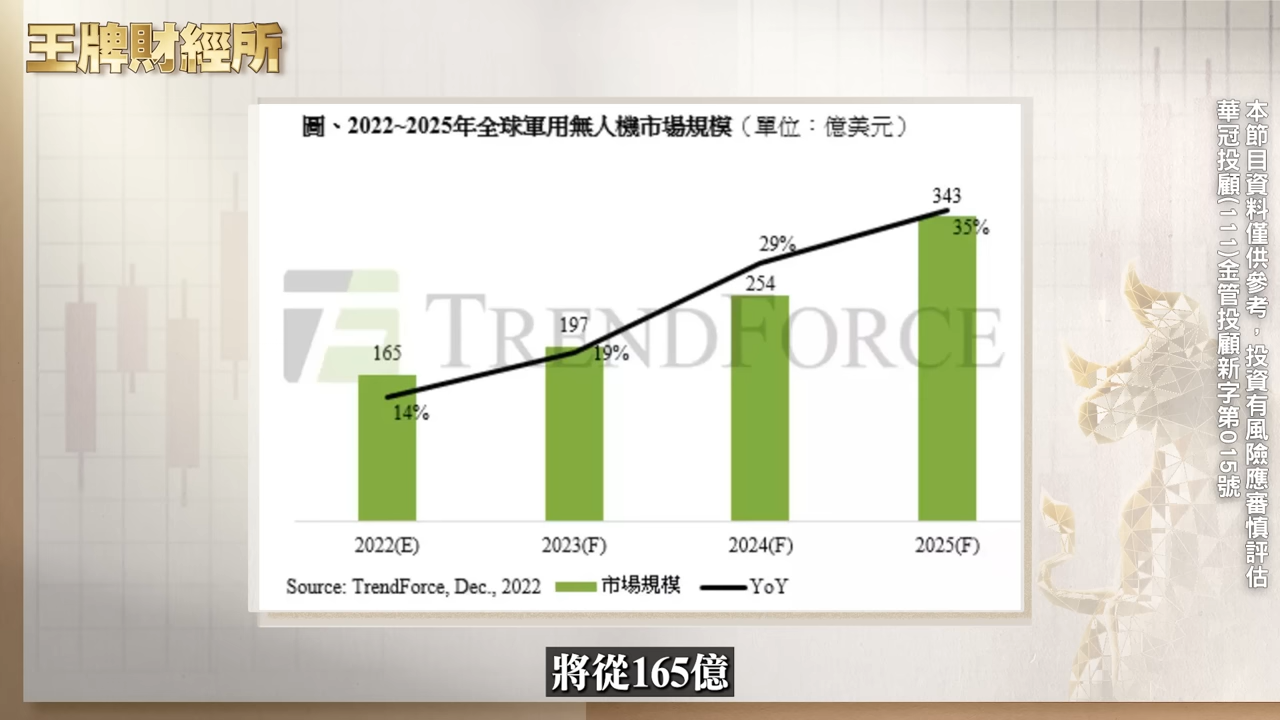 王牌財經所
圖、2022~2025年全球軍用無人機市場規模（單位：億美元）
343
35%
29%
254
197
19%
165
14%
TRENDFORCE
2022(E) 2023(F) 2024(F) 2025(F)
Source: TrendForce, Dec., 2022 市場規模 YoY
本節目資料僅供參考，投資有風險應審慎評估
華冠投顧(111)金管投顧新字第015號
將從165億